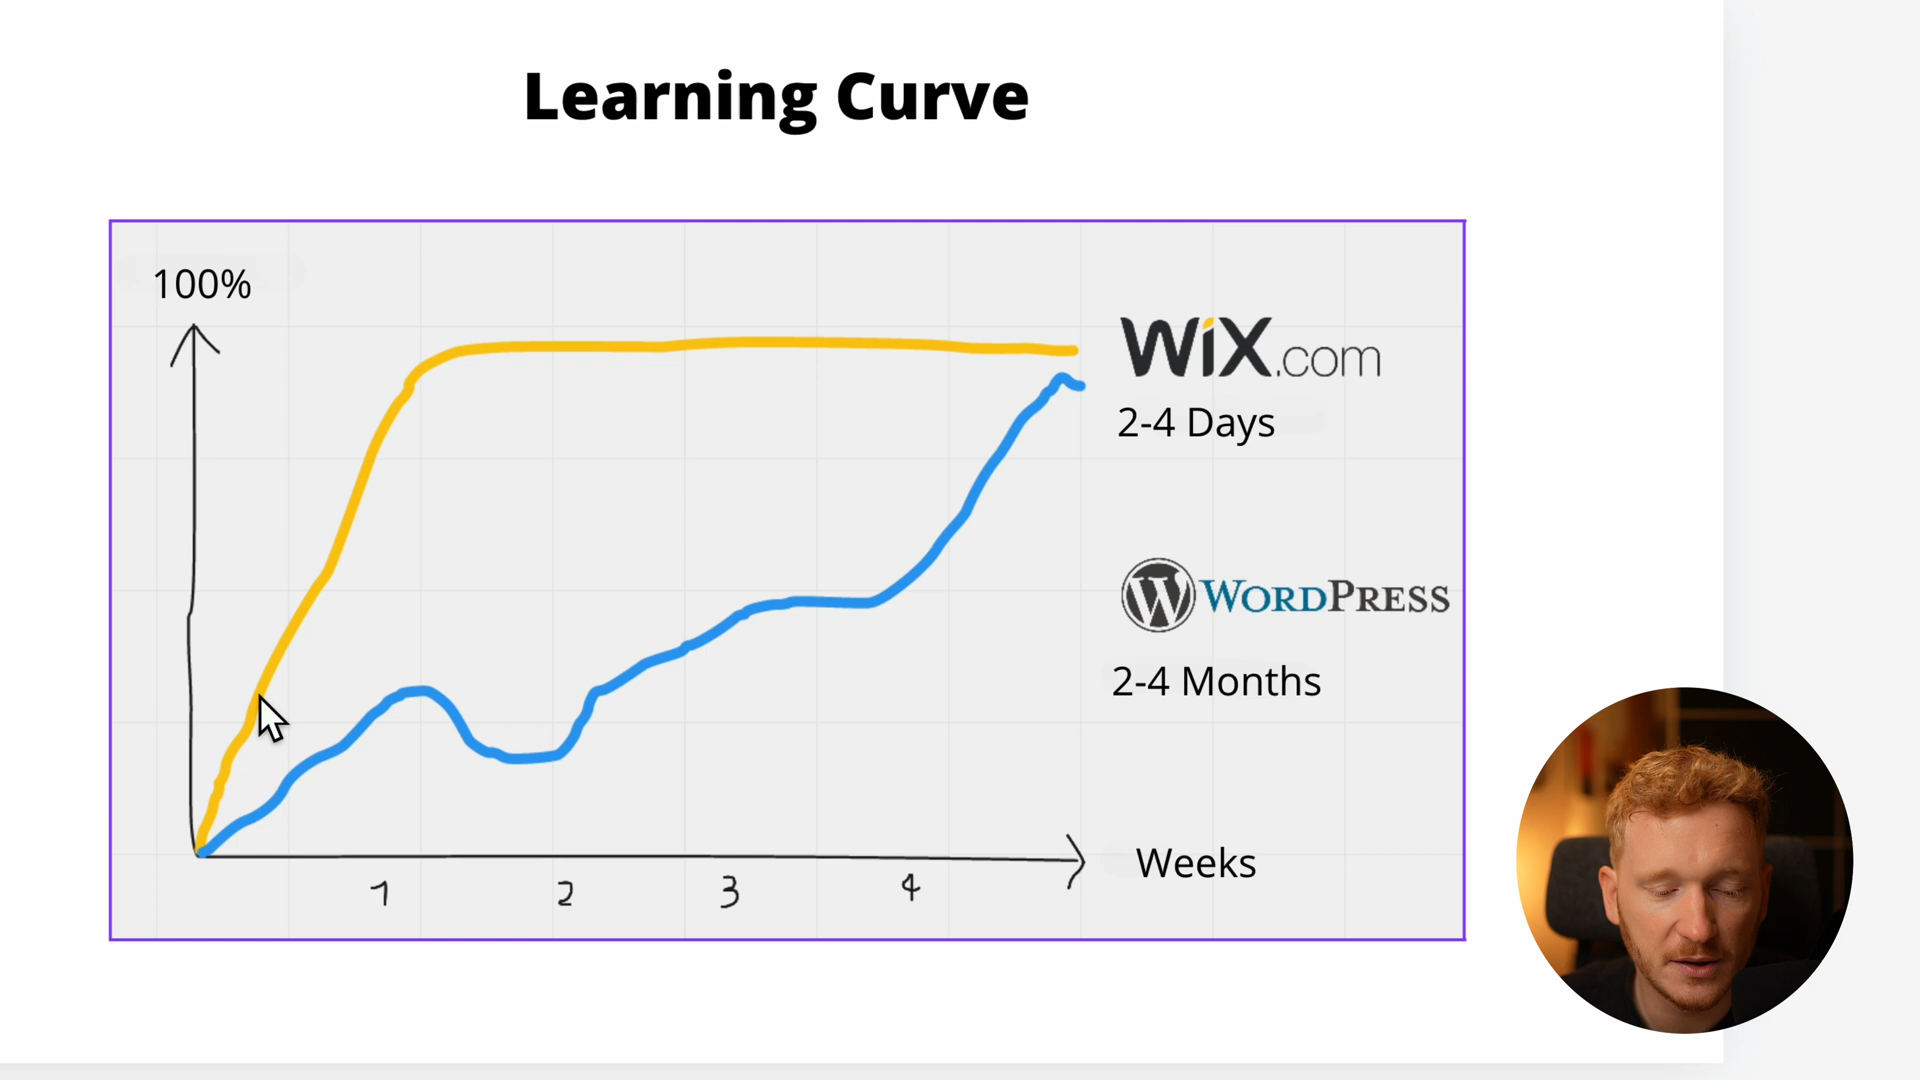 Learning Curve
100%
WiX.com
2-4 Days
WORDPRESS
2-4 Months
Weeks
1 2 3 4